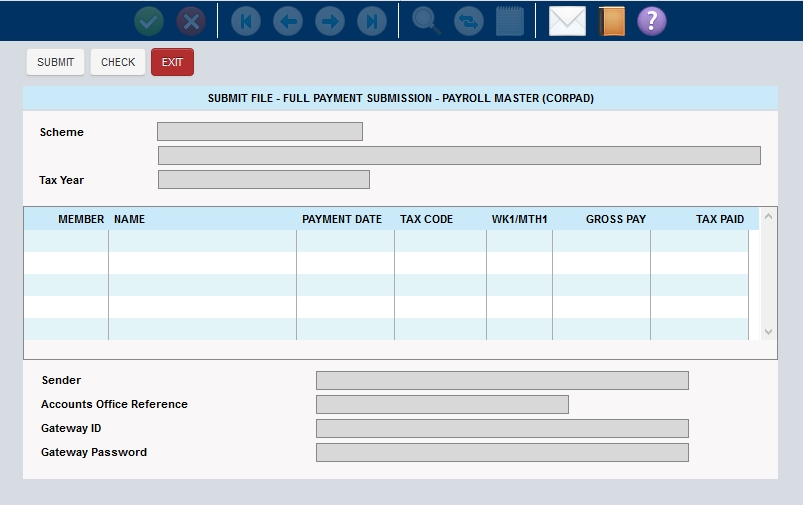 ?
SUBMIT CHECK EXIT
SUBMIT FILE - FULL PAYMENT SUBMISSION - PAYROLL MASTER (CORPAD)
Scheme
Tax Year
MEMBER NAME PAYMENT DATE TAX CODE WK1/MTH1 GROSS PAY TAX PAID
Sender
Accounts Office Reference
Gateway ID
Gateway Password